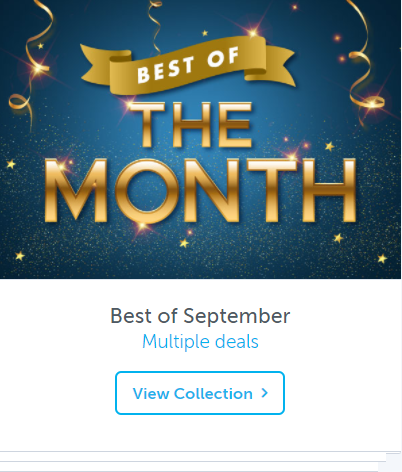 BEST OF
THE
MONTH
Best of September
Multiple deals
View Collection >